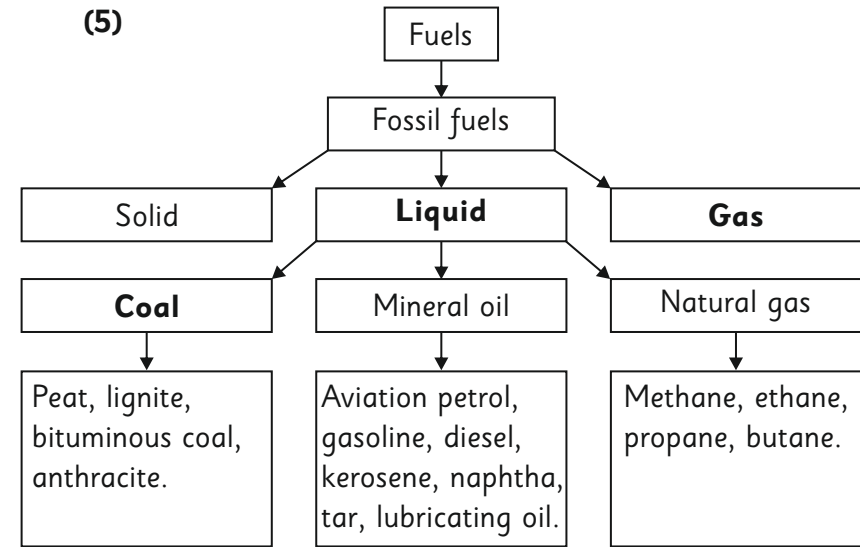 (5)
Fuels
Fossil fuels
Solid
Liquid
Gas
Coal
Mineral oil
Natural gas
Peat, lignite,
bituminous coal,
anthracite.
Aviation petrol,
gasoline, diesel,
kerosene, naphtha,
tar, lubricating oil.
Methane, ethane,
propane, butane.